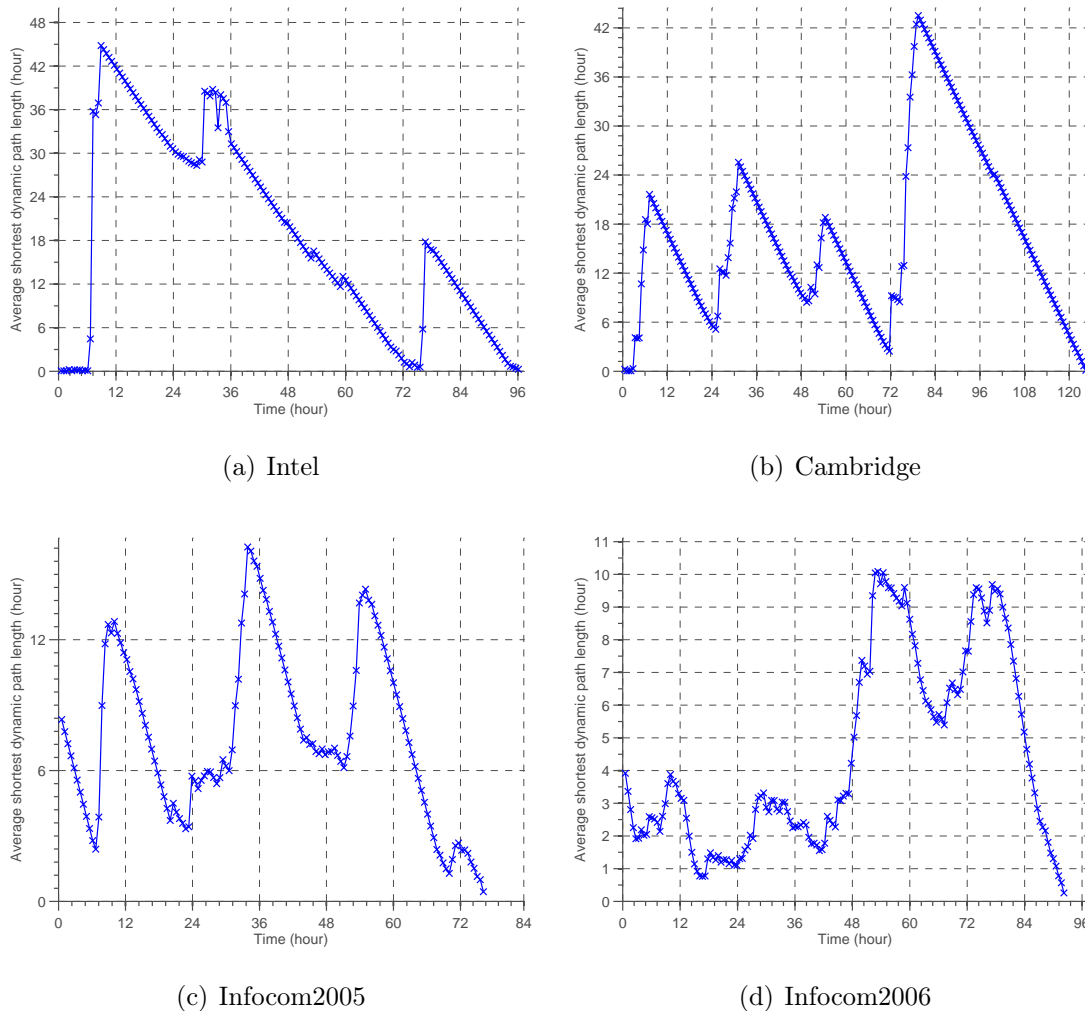 Average shortest dynamic path length (hour)
48
42
36
30
24
18
12
6
0
0 12 24 36 48 60 72 84 96
Time (hour)
(a) Intel
Average shortest dynamic path length (hour)
42
36
30
24
18
12
6
0
0 12 24 36 48 60 72 84 96 108 120
Time (hour)
(b) Cambridge
Average shortest dynamic path length (hour)
12
6
0
0 12 24 36 48 60 72 84
Time (hour)
(c) Infocom2005
Average shortest dynamic path length (hour)
11
10
9
8
7
6
5
4
3
2
1
0
0 12 24 36 48 60 72 84 96
Time (hour)
(d) Infocom2006